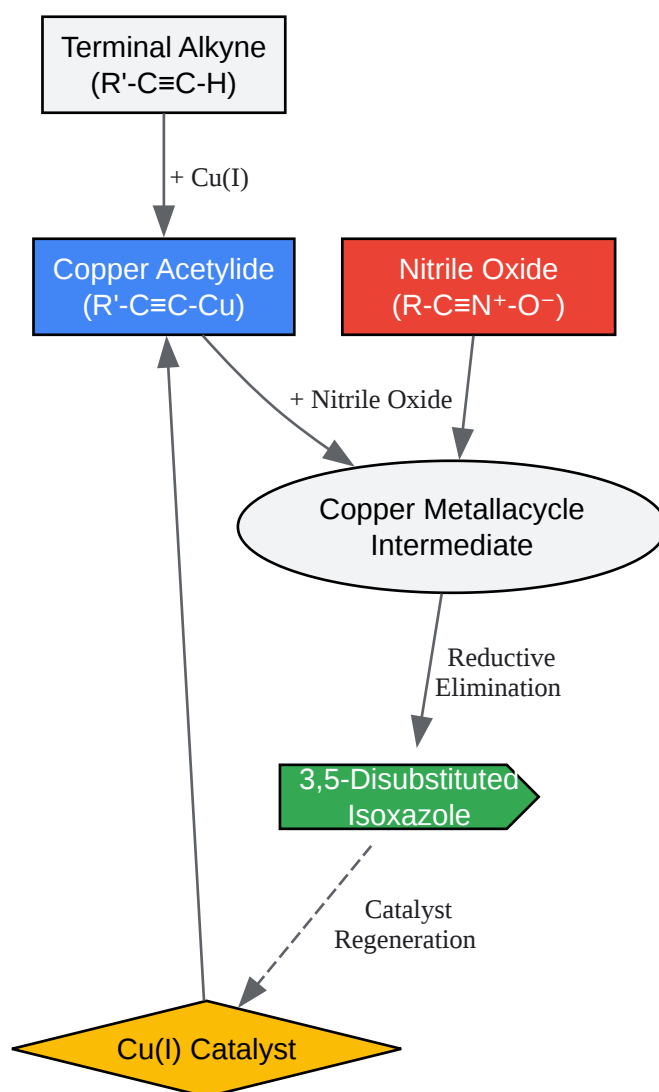 Terminal Alkyne
(R'-C≡C-H)
+ Cu(I)
Copper Acetylide
(R'-C≡C-Cu)
Nitrile Oxide
(R-C≡N⁺-O⁻)
+ Nitrile Oxide
Copper Metallacycle
Intermediate
Reductive
Elimination
3,5-Disubstituted
Isoxazole
Catalyst
Regeneration
Cu(I) Catalyst